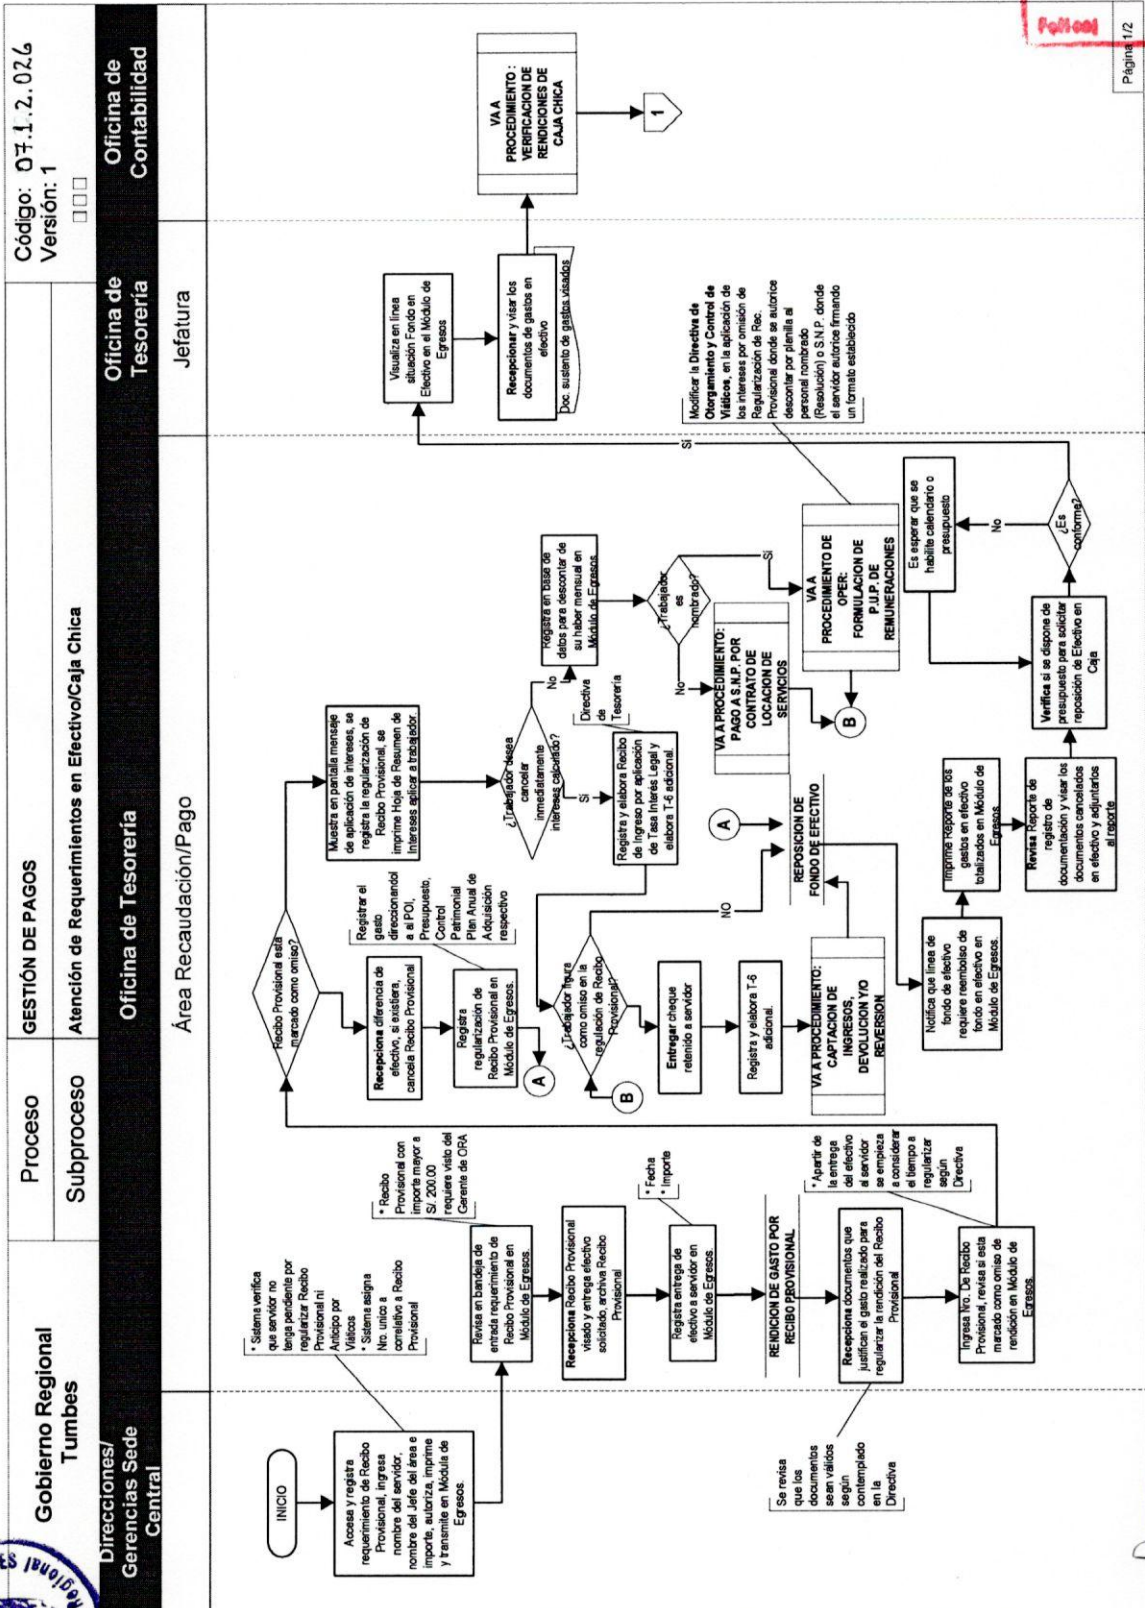 Gobierno Regional
Tumbes
Proceso
GESTIÓN DE PAGOS
Subproceso
Atención de Requerimientos en Efectivo/Caja Chica
Código: 07.1.2.026
Versión: 1
Direcciones/
Gerencias Sede
Central
Oficina de Tesorería
Oficina de
Tesorería
Oficina de
Contabilidad
Área Recaudación/Pago
Jefatura
INICIO
Accesa y registra
requerimiento de Recibo
Provisional, ingresa
nombre del servidor,
nombre del Jefe del área e
importe, autoriza, imprime
y transmite en Módula de
Egresos.
* Sistema verifica
que servidor no
tenga pendiente por
regularizar Recibo
Provisional ni
Anticipo por
Viáticos
* Sistema asigna
Nro. unico a
correlativo a Recibo
Provisional
Revisa en bandeja de
entrada requerimiento de
Recibo Provisional en
Módulo de Egresos.
* Recibo
Provisional con
importe mayor a
S/. 200.00
requiere visto del
Gerente de ORA
Recepciona Recibo Provisional
visado y entrega efectivo
solicitado, archiva Recibo
Provisional
Registra entrega de
efectivo a servidor en
Módulo de Egresos.
* Fecha
* Importe
RENDICION DE GASTO POR
RECIBO PROVISIONAL
Recepciona documentos que
justifican el gasto realizado para
regularizar la rendición del Recibo
Provisional
Se revisa
que los
documentos
sean válidos
según
contemplado
en la
Directiva
Ingresa Nro. De Recibo
Provisional, revisa si esta
marcado como omiso de
rendición en Módulo de
Egresos.
* Apartir de
la entrega
del efectivo
al servidor
se empieza
a considerar
el tiempo a
regularizar
según
Directiva
Recibo Provisional está
marcado como omiso?
Recepciona diferencia de
efectivo, si existiera,
cancela Recibo Provisional
Registra
regularización de
Recibo Provisional en
Módulo de Egresos.
Registrar el
gasto
direccionandol
a al POI,
Presupuesto,
Control
Patrimonial
Plan Anual de
Adquisición
respectivo
A
Muestra en pantalla mensaje
de aplicación de intereses, se
registra la regularización de
Recibo Provisional, se
imprime Hoja de Resumen de
Intereses aplicar a trabajador.
¿Trabajador desea
cancelar
inmediatamente
intereses calculado?
No
Si
Registra en base de
datos para descontar de
su haber mensual en
Módulo de Egresos
Registra y elabora Recibo
de Ingreso por aplicación
de Tasa Interés Legal y
elabora T-6 adicional.
Directiva
de
Tesorería
¿Trabajador
es
nombrado?
No
Si
VA A PROCEDIMIENTO:
PAGO A S.N.P. POR
CONTRATO DE
LOCACION DE
SERVICIOS
VA A
PROCEDIMIENTO DE
OPER:
FORMULACION DE
P.U.P. DE
REMUNERACIONES
B
Modificar la Directiva de
Otorgamiento y Control de
Viáticos, en la aplicación de
los intereses por omisión de
Regularización de Rec.
Provisional donde se autorice
descontar por planilla al
personal nombrado
(Resolución) o S.N.P. donde
el servidor autorice firmando
un formato establecido
B
¿Trabajador figura
como omiso en la
regulación de Recibo
Provisional?
NO
Entregar cheque
retenido a servidor
Registra y elabora T-6
adicional.
VA A PROCEDIMIENTO:
CAPTACION DE
INGRESOS,
DEVOLUCION Y/O
REVERSION
A
REPOSICION DE
FONDO DE EFECTIVO
Notifica que línea de
fondo de efectivo
requiere reembolso de
fondo en efectivo en
Módulo de Egresos.
Imprime Reporte de los
gastos en efectivo
totalizados en Módulo de
Egresos.
Revisa Reporte de
registro de
documentación y visar los
documentos cancelados
en efectivo y adjuntarlos
al reporte
Verifica si se dispone de
presupuesto para solicitar
reposición de Efectivo en
Caja
¿Es
conforme?
No
Si
Es esperar que se
habilite calendario o
presupuesto
Visualiza en línea
situación Fondo en
Efectivo en el Módulo de
Egresos
Recepcionar y visar los
documentos de gastos en
efectivo
Doc. sustento de gastos visados
VA A
PROCEDIMIENTO :
VERIFICACION DE
RENDICIONES DE
CAJA CHICA
1
Página 1/2